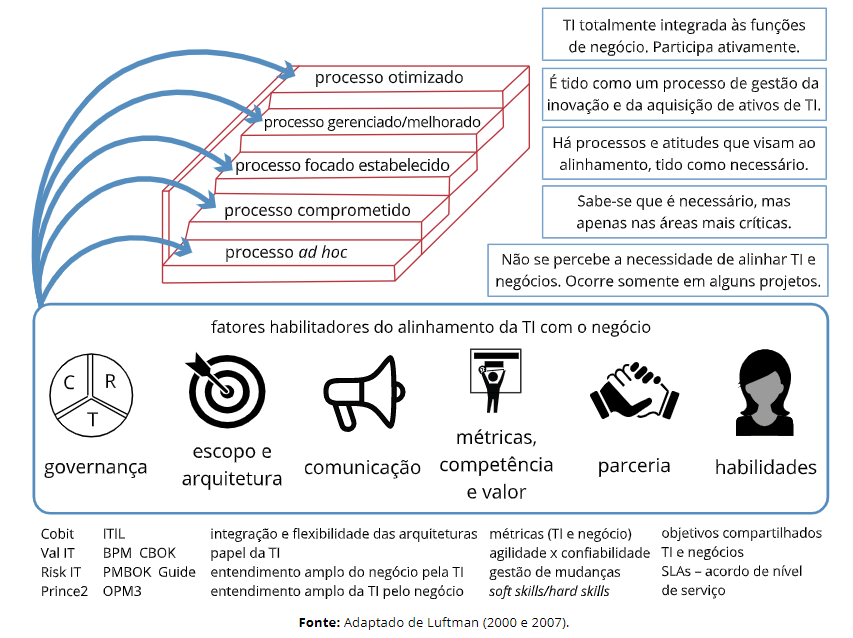 TI totalmente integrada às funções
de negócio. Participa ativamente.
processo otimizado
É tido como um processo de gestão da
inovação e da aquisição de ativos de TI.
processo gerenciado/melhorado
Há processos e atitudes que visam ao
alinhamento, tido como necessário.
processo focado estabelecido
Sabe-se que é necessário, mas
apenas nas áreas mais críticas.
processo comprometido
Não se percebe a necessidade de alinhar TI e
negócios. Ocorre somente em alguns projetos.
processo ad hoc
fatores habilitadores do alinhamento da TI com o negócio
C R
T
governança
escopo e
arquitetura
comunicação
métricas,
competência
e valor
parceria
habilidades
Cobit ITIL
Val IT BPM CBOK
Risk IT PMBOK Guide
Prince2 OPM3
integração e flexibilidade das arquiteturas
papel da TI
entendimento amplo do negócio pela TI
entendimento amplo da TI pelo negócio
métricas (TI e negócio)
agilidade x confiabilidade
gestão de mudanças
soft skills/hard skills
objetivos compartilhados
TI e negócios
SLAs – acordo de nível
de serviço
Fonte: Adaptado de Luftman (2000 e 2007).